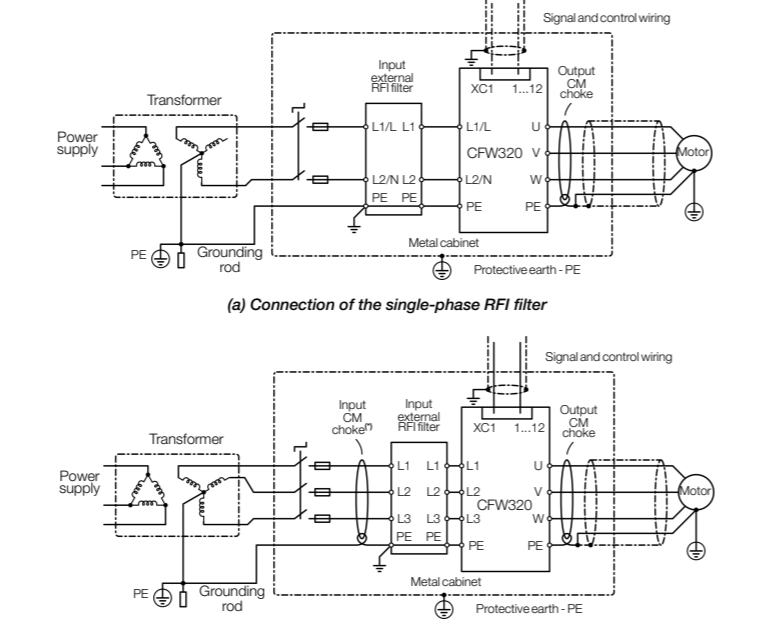 Signal and control wiring
Input
external
RFI filter
Output
CM
choke
XC1 1...12
Transformer
Power
supply
L1/L L1
L1/L
U
CFW320
V
Motor
L2/N L2
L2/N
W
PE PE
PE
PE
PE
Grounding
rod
Metal cabinet
Protective earth - PE
(a) Connection of the single-phase RFI filter
Signal and control wiring
Input
CM
choke(*)
Input
external
RFI filter
Output
CM
choke
XC1 1...12
Transformer
Power
supply
L1 L1
L1
U
L2 L2
L2
V
Motor
CFW320
L3 L3
L3
W
PE PE
PE
PE
PE
Grounding
rod
Metal cabinet
Protective earth - PE